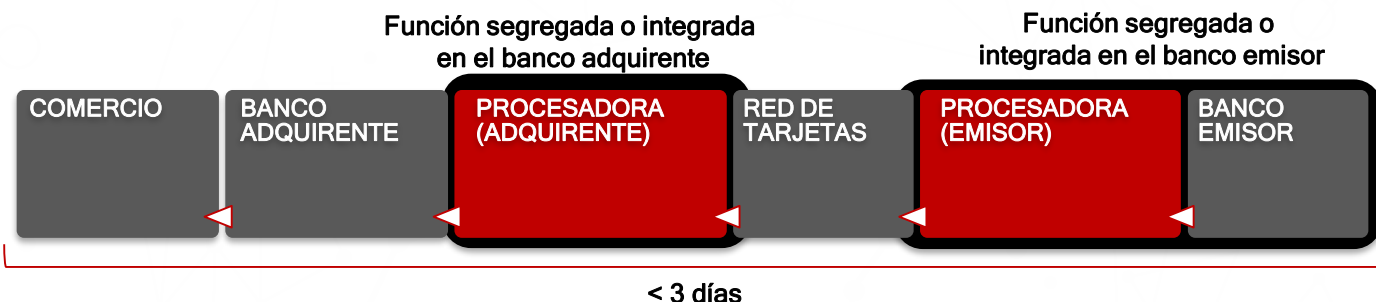 Función segregada o integrada
en el banco adquirente
Función segregada o
integrada en el banco emisor
COMERCIO
BANCO
ADQUIRENTE
PROCESADORA
(ADQUIRENTE)
RED DE
TARJETAS
PROCESADORA
(EMISOR)
BANCO
EMISOR
< 3 días